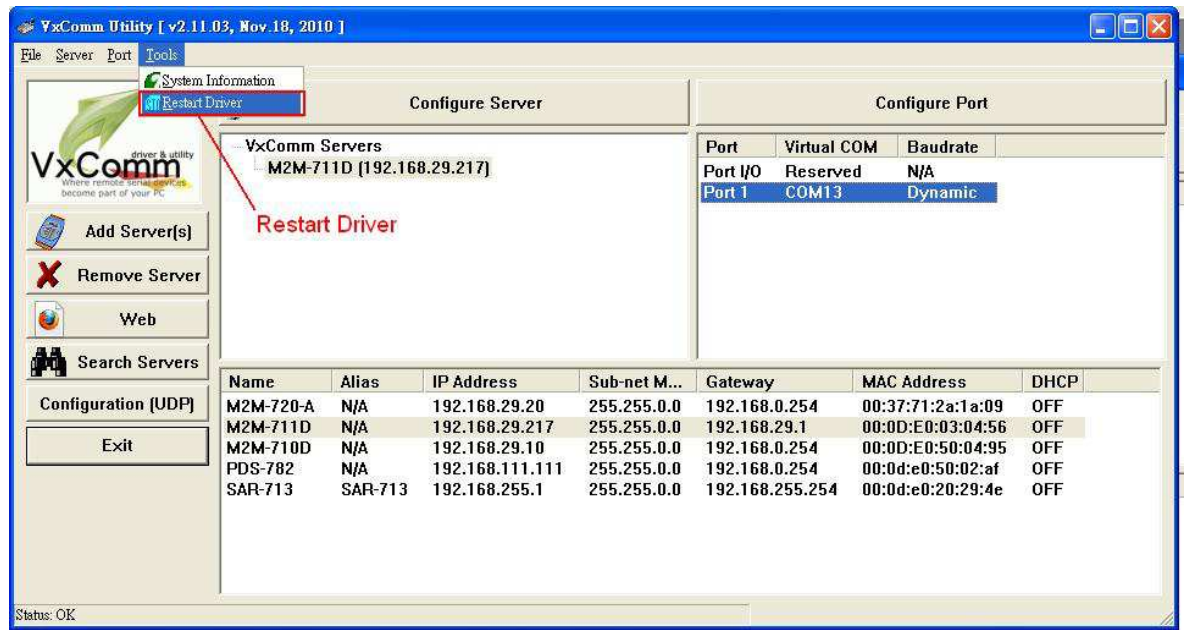 VxComm Utility [ v2.11.03, Nov.18, 2010 ]
File Server Port Tools
System Information
Restart Driver
Configure Server
Configure Port
VxComm
driver & utility
Where remote serial devices
become part of your PC
VxComm Servers
M2M-711D (192.168.29.217)
Restart Driver
Port Virtual COM Baudrate
Port I/O Reserved N/A
Port 1 COM13 Dynamic
Add Server(s)
Remove Server
Web
Search Servers
Configuration (UDP)
Exit
Name Alias IP Address Sub-net M... Gateway MAC Address DHCP
M2M-720-A N/A 192.168.29.20 255.255.0.0 192.168.0.254 00:37:71:2a:1a:09 OFF
M2M-711D N/A 192.168.29.217 255.255.0.0 192.168.29.1 00:0D:E0:03:04:56 OFF
M2M-710D N/A 192.168.29.10 255.255.0.0 192.168.0.254 00:0D:E0:50:04:95 OFF
PDS-782 N/A 192.168.111.111 255.255.0.0 192.168.0.254 00:0d:e0:50:02:af OFF
SAR-713 SAR-713 192.168.255.1 255.255.0.0 192.168.255.254 00:0d:e0:20:29:4e OFF
Status: OK